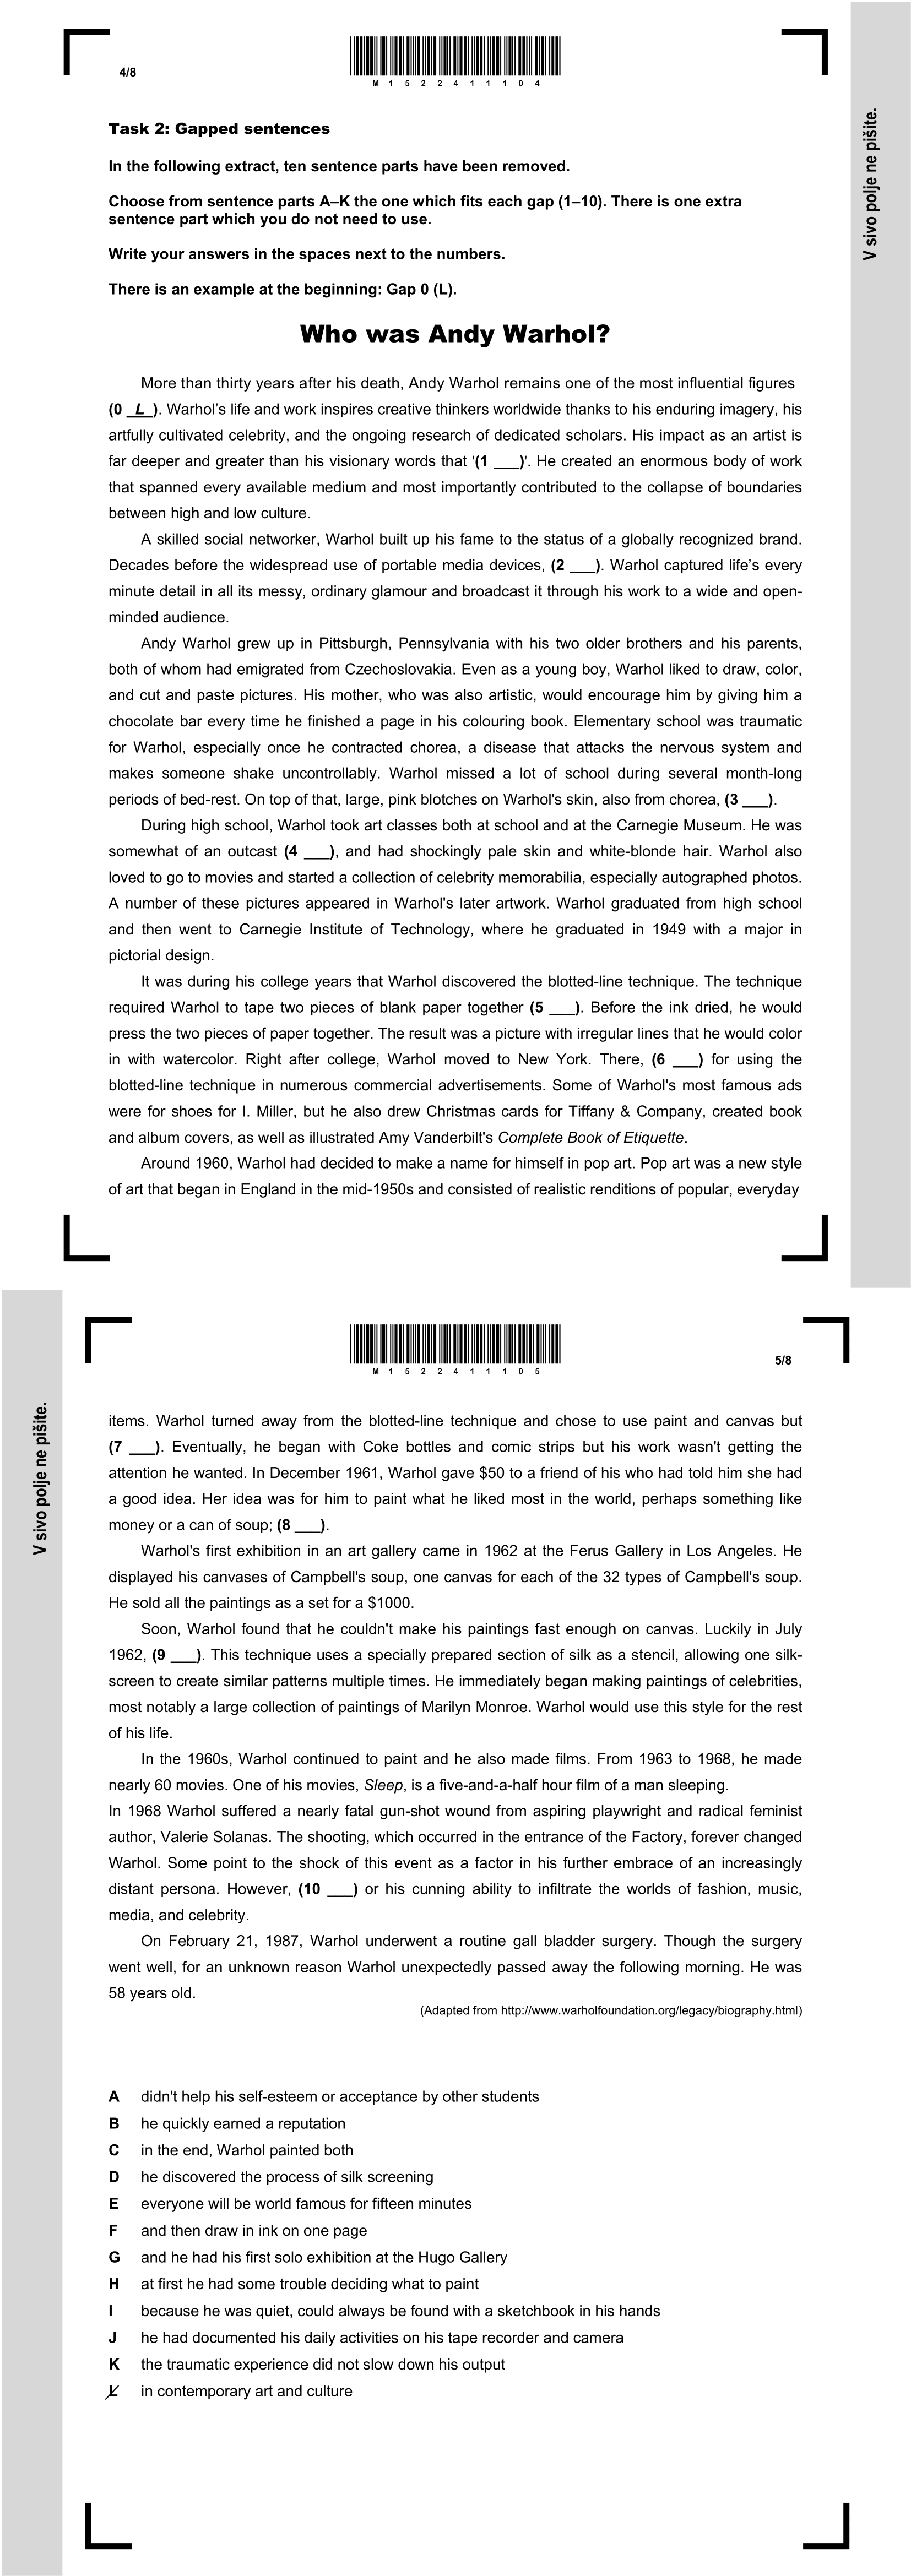 4/8
M 1 5 2 2 4 1 1 1 0 4
V sivo polje ne pišite.
Task 2: Gapped sentences
In the following extract, ten sentence parts have been removed.
Choose from sentence parts A–K the one which fits each gap (1–10). There is one extra
sentence part which you do not need to use.
Write your answers in the spaces next to the numbers.
There is an example at the beginning: Gap 0 (L).
Who was Andy Warhol?
More than thirty years after his death, Andy Warhol remains one of the most influential figures
(0 _L_). Warhol’s life and work inspires creative thinkers worldwide thanks to his enduring imagery, his
artfully cultivated celebrity, and the ongoing research of dedicated scholars. His impact as an artist is
far deeper and greater than his visionary words that '(1 ___)'. He created an enormous body of work
that spanned every available medium and most importantly contributed to the collapse of boundaries
between high and low culture.
A skilled social networker, Warhol built up his fame to the status of a globally recognized brand.
Decades before the widespread use of portable media devices, (2 ___). Warhol captured life’s every
minute detail in all its messy, ordinary glamour and broadcast it through his work to a wide and open-
minded audience.
Andy Warhol grew up in Pittsburgh, Pennsylvania with his two older brothers and his parents,
both of whom had emigrated from Czechoslovakia. Even as a young boy, Warhol liked to draw, color,
and cut and paste pictures. His mother, who was also artistic, would encourage him by giving him a
chocolate bar every time he finished a page in his colouring book. Elementary school was traumatic
for Warhol, especially once he contracted chorea, a disease that attacks the nervous system and
makes someone shake uncontrollably. Warhol missed a lot of school during several month-long
periods of bed-rest. On top of that, large, pink blotches on Warhol's skin, also from chorea, (3 ___).
During high school, Warhol took art classes both at school and at the Carnegie Museum. He was
somewhat of an outcast (4 ___), and had shockingly pale skin and white-blonde hair. Warhol also
loved to go to movies and started a collection of celebrity memorabilia, especially autographed photos.
A number of these pictures appeared in Warhol's later artwork. Warhol graduated from high school
and then went to Carnegie Institute of Technology, where he graduated in 1949 with a major in
pictorial design.
It was during his college years that Warhol discovered the blotted-line technique. The technique
required Warhol to tape two pieces of blank paper together (5 ___). Before the ink dried, he would
press the two pieces of paper together. The result was a picture with irregular lines that he would color
in with watercolor. Right after college, Warhol moved to New York. There, (6 ___) for using the
blotted-line technique in numerous commercial advertisements. Some of Warhol's most famous ads
were for shoes for I. Miller, but he also drew Christmas cards for Tiffany & Company, created book
and album covers, as well as illustrated Amy Vanderbilt's Complete Book of Etiquette.
Around 1960, Warhol had decided to make a name for himself in pop art. Pop art was a new style
of art that began in England in the mid-1950s and consisted of realistic renditions of popular, everyday
M 1 5 2 2 4 1 1 1 0 5
5/8
V sivo polje ne pišite.
items. Warhol turned away from the blotted-line technique and chose to use paint and canvas but
(7 ___). Eventually, he began with Coke bottles and comic strips but his work wasn't getting the
attention he wanted. In December 1961, Warhol gave $50 to a friend of his who had told him she had
a good idea. Her idea was for him to paint what he liked most in the world, perhaps something like
money or a can of soup; (8 ___).
Warhol's first exhibition in an art gallery came in 1962 at the Ferus Gallery in Los Angeles. He
displayed his canvases of Campbell's soup, one canvas for each of the 32 types of Campbell's soup.
He sold all the paintings as a set for a $1000.
Soon, Warhol found that he couldn't make his paintings fast enough on canvas. Luckily in July
1962, (9 ___). This technique uses a specially prepared section of silk as a stencil, allowing one silk-
screen to create similar patterns multiple times. He immediately began making paintings of celebrities,
most notably a large collection of paintings of Marilyn Monroe. Warhol would use this style for the rest
of his life.
In the 1960s, Warhol continued to paint and he also made films. From 1963 to 1968, he made
nearly 60 movies. One of his movies, Sleep, is a five-and-a-half hour film of a man sleeping.
In 1968 Warhol suffered a nearly fatal gun-shot wound from aspiring playwright and radical feminist
author, Valerie Solanas. The shooting, which occurred in the entrance of the Factory, forever changed
Warhol. Some point to the shock of this event as a factor in his further embrace of an increasingly
distant persona. However, (10 ___) or his cunning ability to infiltrate the worlds of fashion, music,
media, and celebrity.
On February 21, 1987, Warhol underwent a routine gall bladder surgery. Though the surgery
went well, for an unknown reason Warhol unexpectedly passed away the following morning. He was
58 years old.
(Adapted from http://www.warholfoundation.org/legacy/biography.html)
A didn't help his self-esteem or acceptance by other students
B he quickly earned a reputation
C in the end, Warhol painted both
D he discovered the process of silk screening
E everyone will be world famous for fifteen minutes
F and then draw in ink on one page
G and he had his first solo exhibition at the Hugo Gallery
H at first he had some trouble deciding what to paint
I because he was quiet, could always be found with a sketchbook in his hands
J he had documented his daily activities on his tape recorder and camera
K the traumatic experience did not slow down his output
L in contemporary art and culture